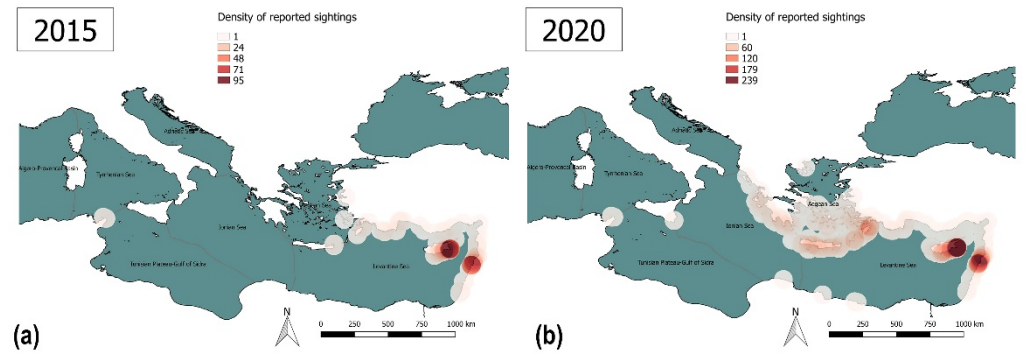 2015
Density of reported sightings
1
24
48
71
95
Adriatic Sea
Algero-Provencal Basin
Tyrrhenian Sea
Ionian Sea
Levantine Sea
Tunisian Plateau-Gulf of Sidra
N
0 250 500 750 1000 km
(a)
2020
Density of reported sightings
1
60
120
179
239
Adriatic Sea
Algero-Provencal Basin
Tyrrhenian Sea
Aegean Sea
Ionian Sea
Levantine Sea
Tunisian Plateau-Gulf of Sidra
N
0 250 500 750 1000 km
(b)